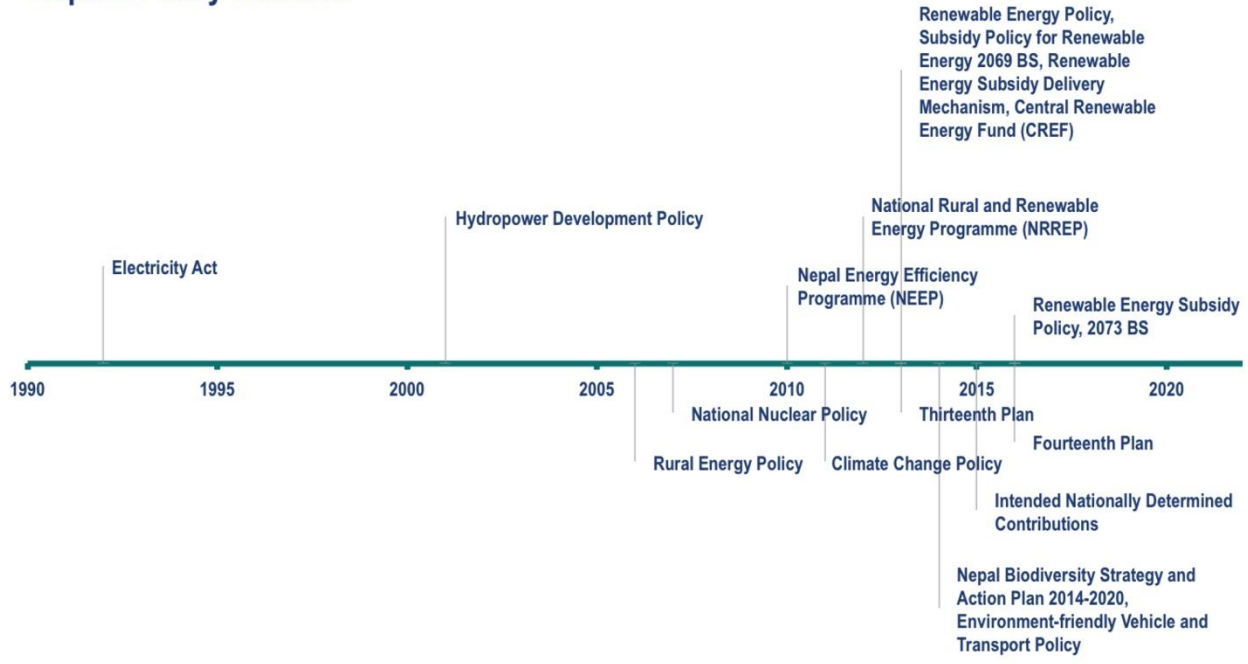 Renewable Energy Policy,
Subsidy Policy for Renewable
Energy 2069 BS, Renewable
Energy Subsidy Delivery
Mechanism, Central Renewable
Energy Fund (CREF)
National Rural and Renewable
Energy Programme (NRREP)
Hydropower Development Policy
Electricity Act
Nepal Energy Efficiency
Programme (NEEP)
Renewable Energy Subsidy
Policy, 2073 BS
1990 1995 2000 2005 2010 2015 2020
National Nuclear Policy
Thirteenth Plan
Fourteenth Plan
Rural Energy Policy
Climate Change Policy
Intended Nationally Determined
Contributions
Nepal Biodiversity Strategy and
Action Plan 2014-2020,
Environment-friendly Vehicle and
Transport Policy